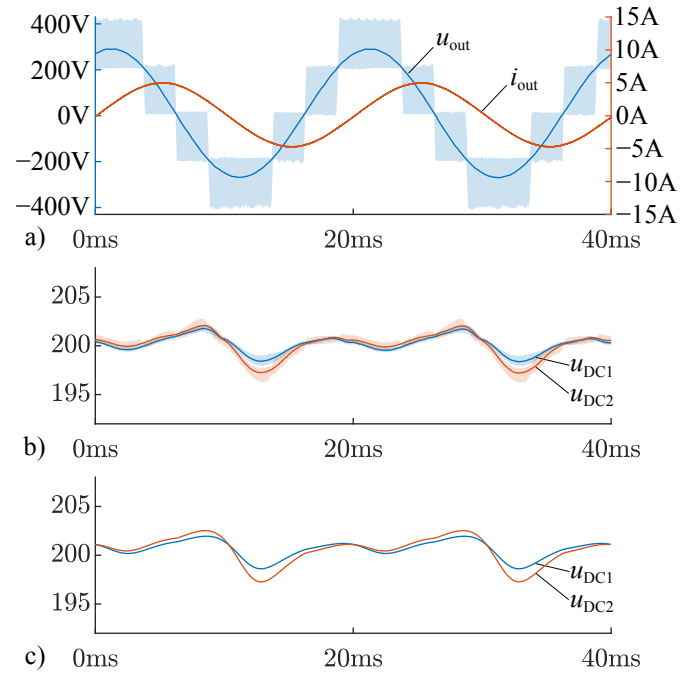 400V
15A
200V
u_out
10A
i_out
5A
0V
0A
−200V
−5A
−10A
−400V
−15A
a)
0ms
20ms
40ms
205
200
195
u_DC1
u_DC2
b)
0ms
20ms
40ms
205
200
195
u_DC1
u_DC2
c)
0ms
20ms
40ms